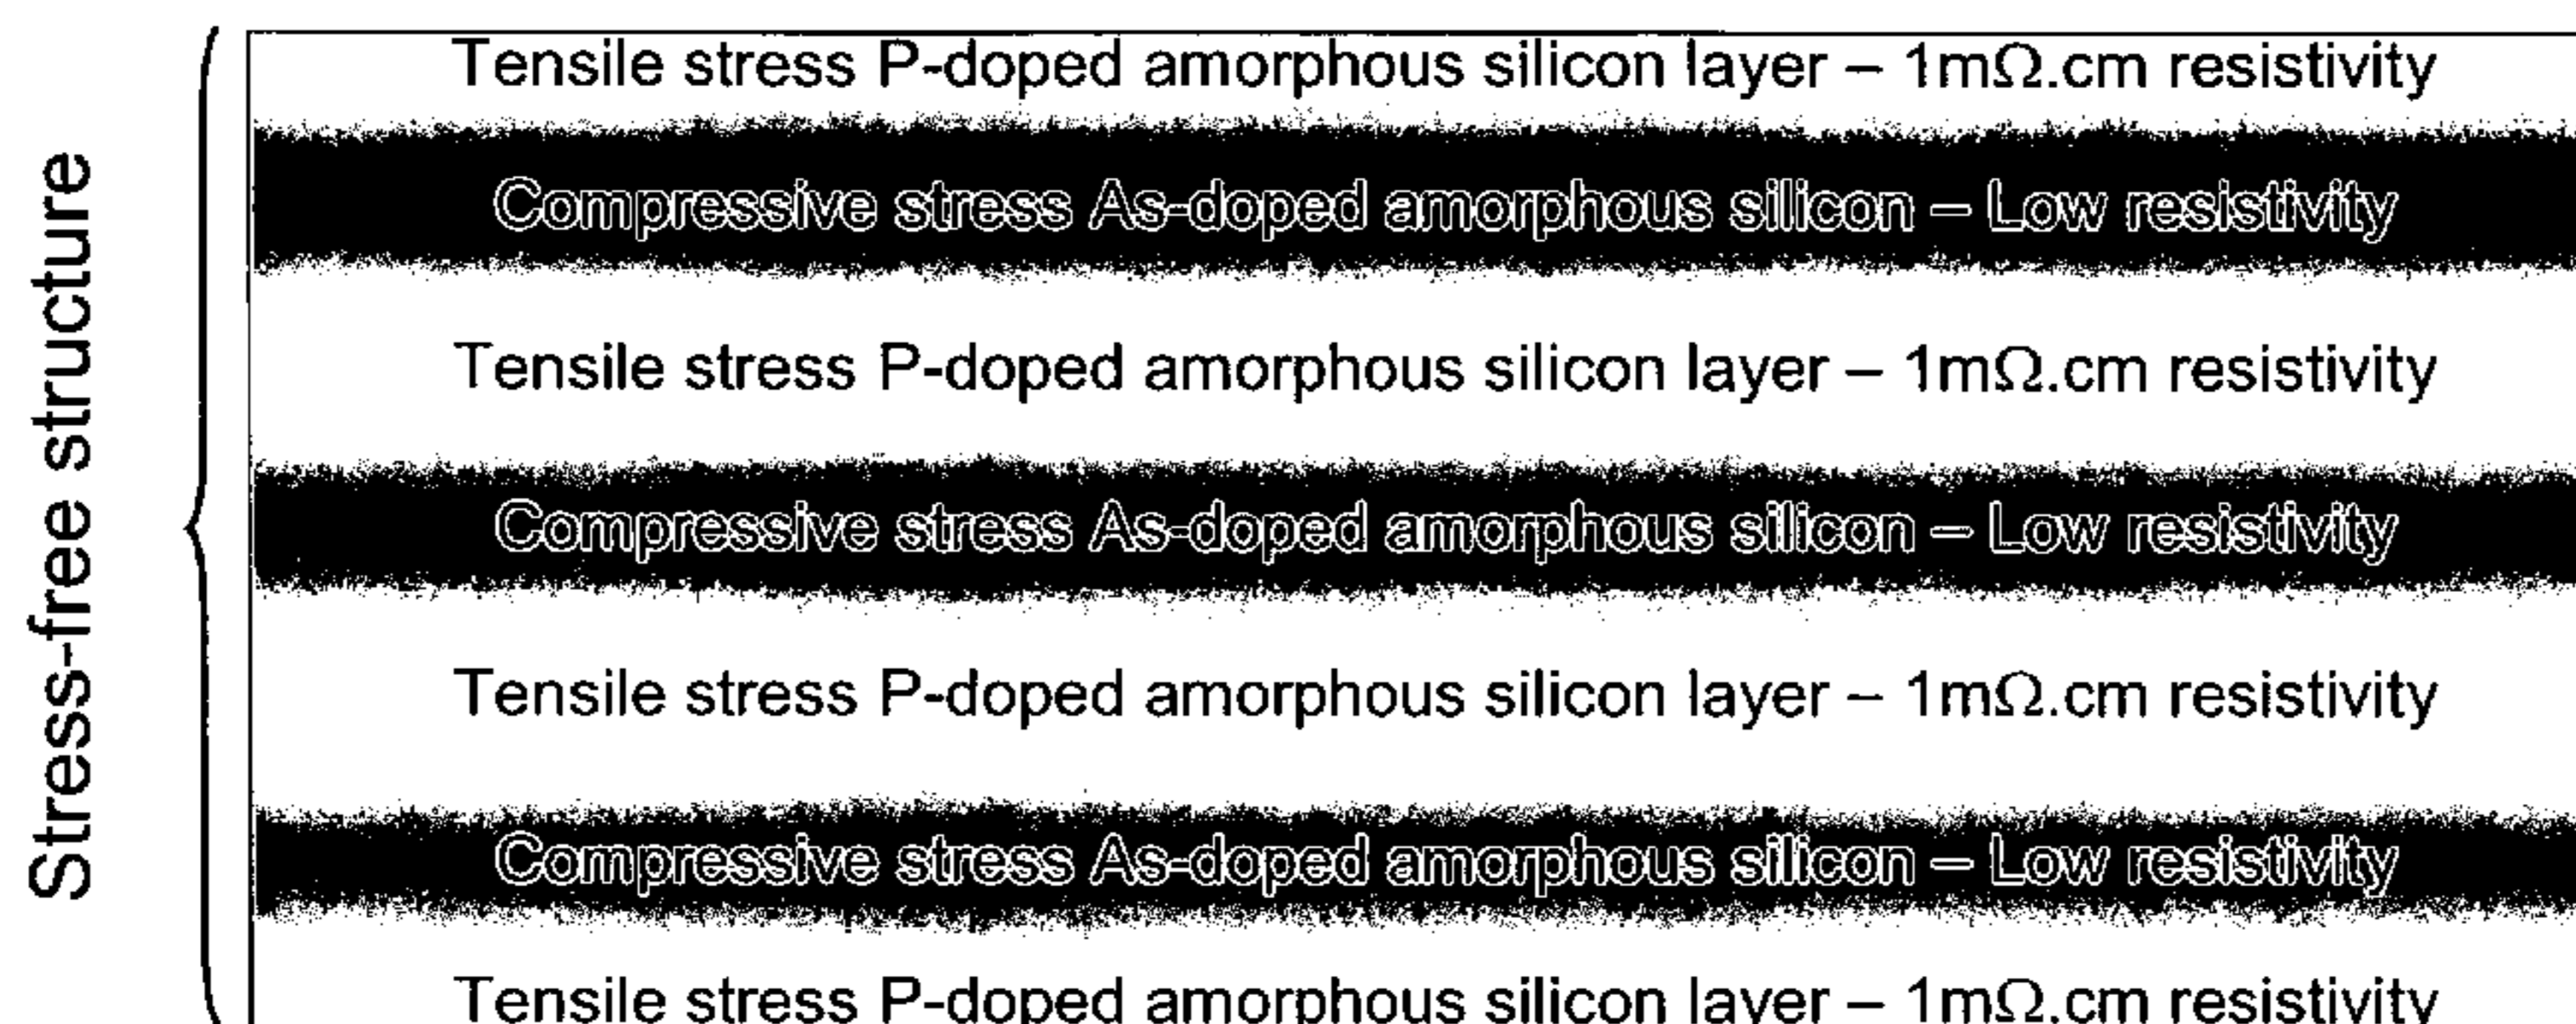 Stress-free structure
Tensile stress P-doped amorphous silicon layer – 1mΩ.cm resistivity
Compressive stress As-doped amorphous silicon – Low resistivity
Tensile stress P-doped amorphous silicon layer – 1mΩ.cm resistivity
Compressive stress As-doped amorphous silicon – Low resistivity
Tensile stress P-doped amorphous silicon layer – 1mΩ.cm resistivity
Compressive stress As-doped amorphous silicon – Low resistivity
Tensile stress P-doped amorphous silicon layer – 1mΩ.cm resistivity